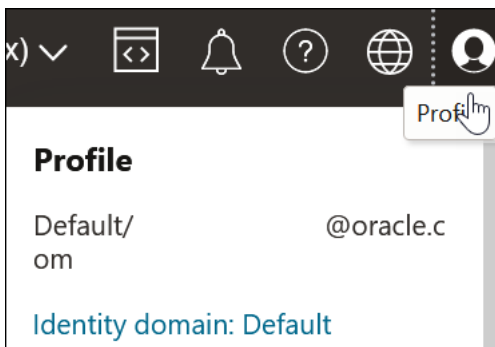 x)
Profi
Profile
Default/ @oracle.c
om
Identity domain: Default